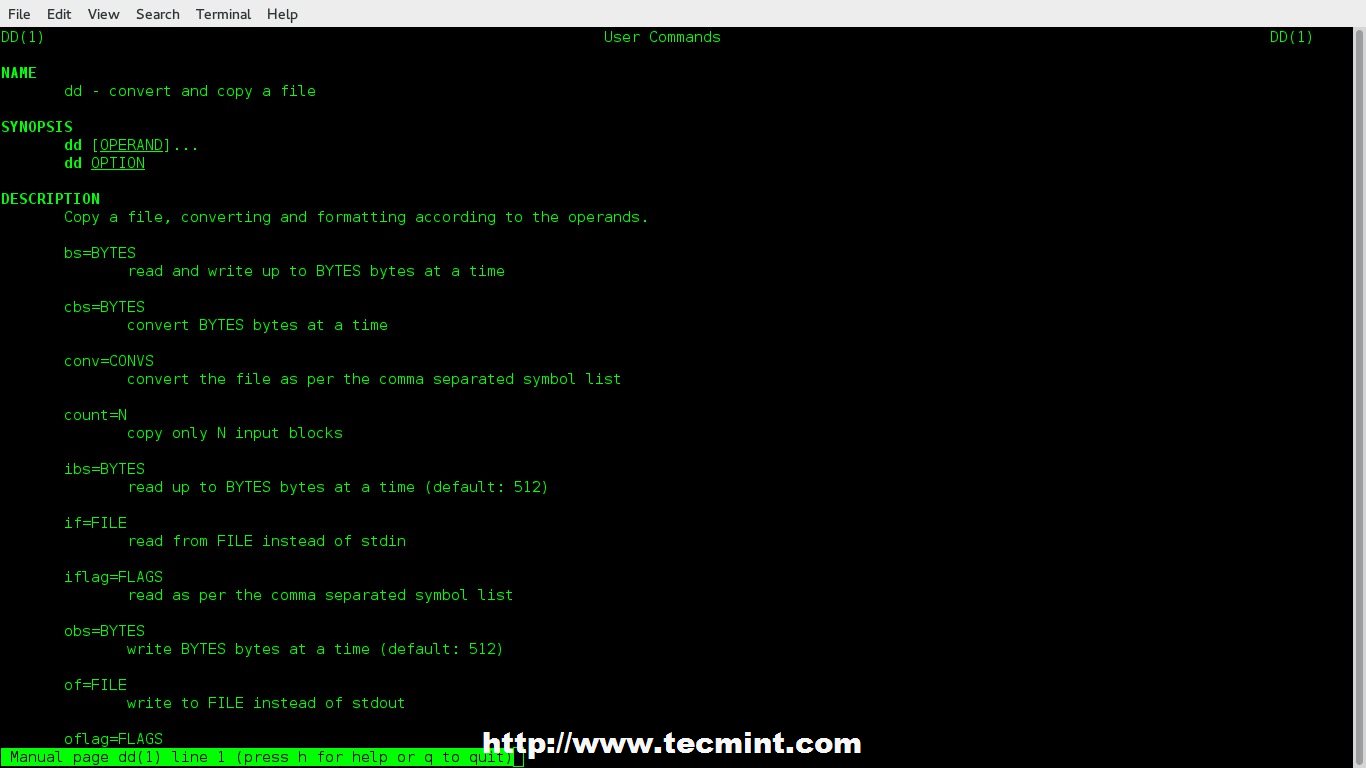 File Edit View Search Terminal Help
DD(1) User Commands DD(1)
NAME
dd - convert and copy a file
SYNOPSIS
dd [OPERAND]...
dd OPTION
DESCRIPTION
Copy a file, converting and formatting according to the operands.
bs=BYTES
read and write up to BYTES bytes at a time
cbs=BYTES
convert BYTES bytes at a time
conv=CONVS
convert the file as per the comma separated symbol list
count=N
copy only N input blocks
ibs=BYTES
read up to BYTES bytes at a time (default: 512)
if=FILE
read from FILE instead of stdin
iflag=FLAGS
read as per the comma separated symbol list
obs=BYTES
write BYTES bytes at a time (default: 512)
of=FILE
write to FILE instead of stdout
oflag=FLAGS
http://www.tecmint.com
Manual page dd(1) line 1 (press h for help or q to quit)